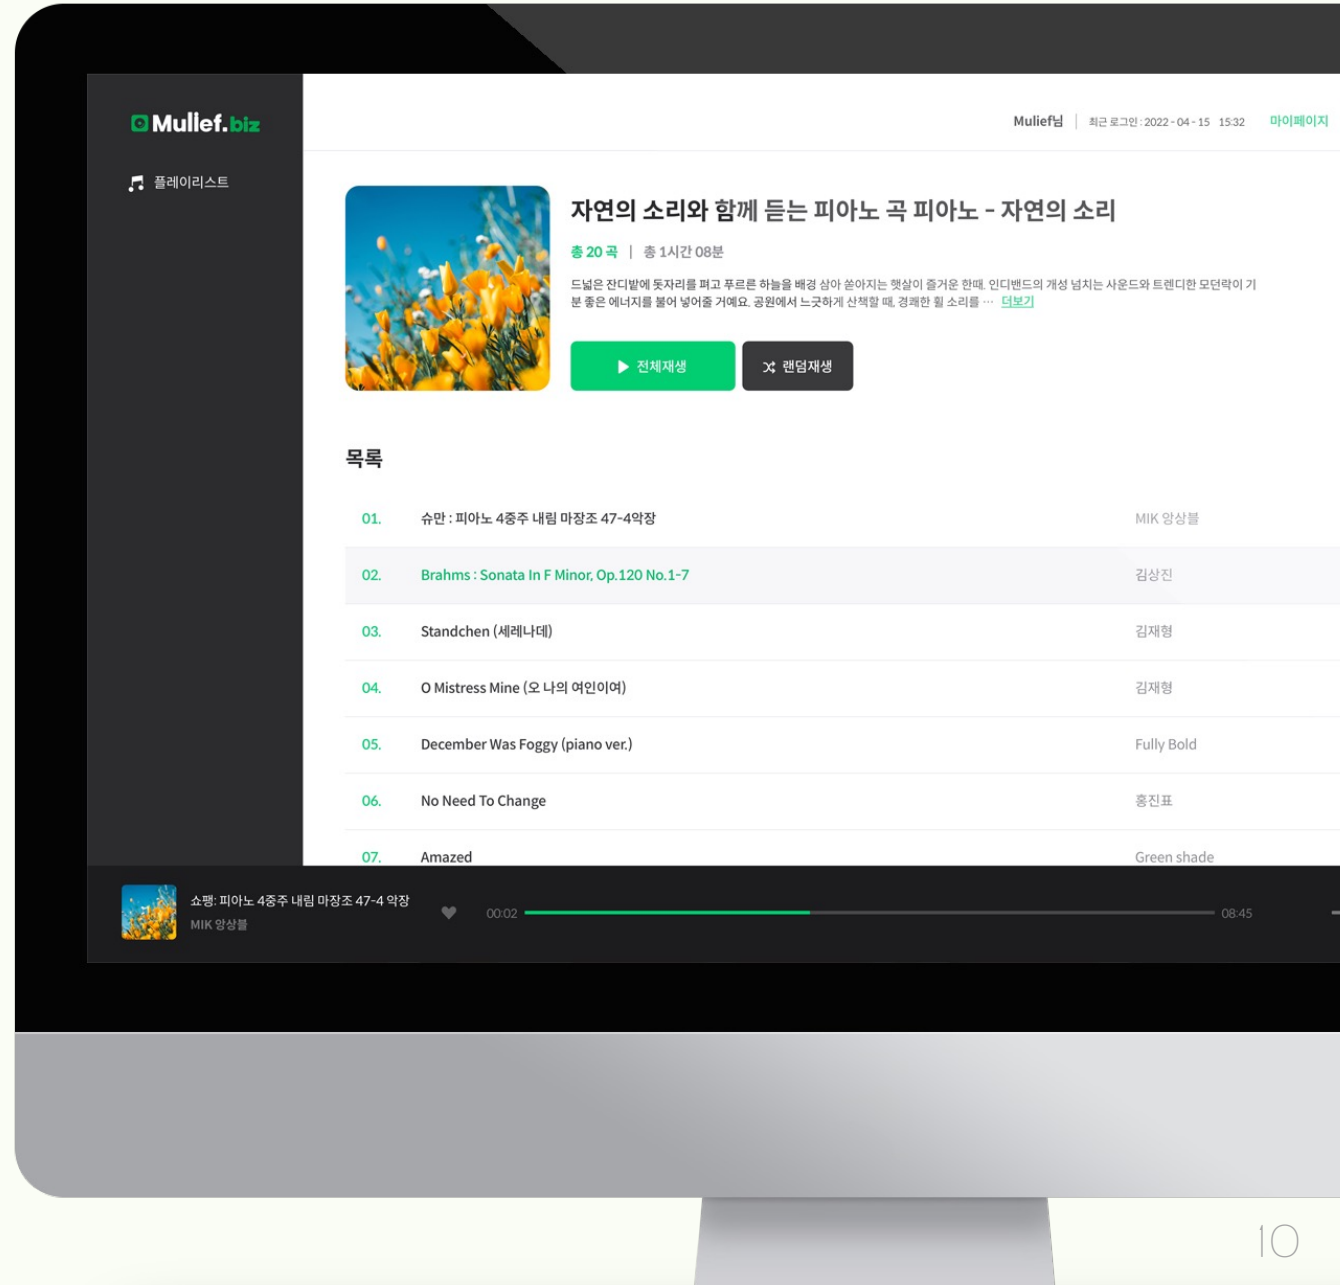 Mulief.biz
플레이리스트
Mulief님 | 최근 로그인 : 2022 - 04 - 15 15:32 마이페이지
자연의 소리와 함께 듣는 피아노 곡 피아노 - 자연의 소리
총 20 곡 | 총 1시간 08분
드넓은 잔디밭에 돗자리를 펴고 푸르른 하늘을 배경 삼아 쏟아지는 햇살이 즐거운 한때. 인디밴드의 개성 넘치는 사운드와 트렌디한 모던락이 기
분 좋은 에너지를 불어 넣어줄 거예요. 공원에서 느긋하게 산책할 때, 경쾌한 휠 소리를 ··· 더보기
전체재생 랜덤재생
목록
01. 슈만 : 피아노 4중주 내림 마장조 47-4악장 MIK 앙상블
02. Brahms : Sonata In F Minor, Op.120 No.1-7 김상진
03. Standchen (세레나데) 김재형
04. O Mistress Mine (오 나의 여인이여) 김재형
05. December Was Foggy (piano ver.) Fully Bold
06. No Need To Change 홍진표
07. Amazed Green shade
쇼팽: 피아노 4중주 내림 마장조 47-4 악장
MIK 앙상블
00:02 08:45
10